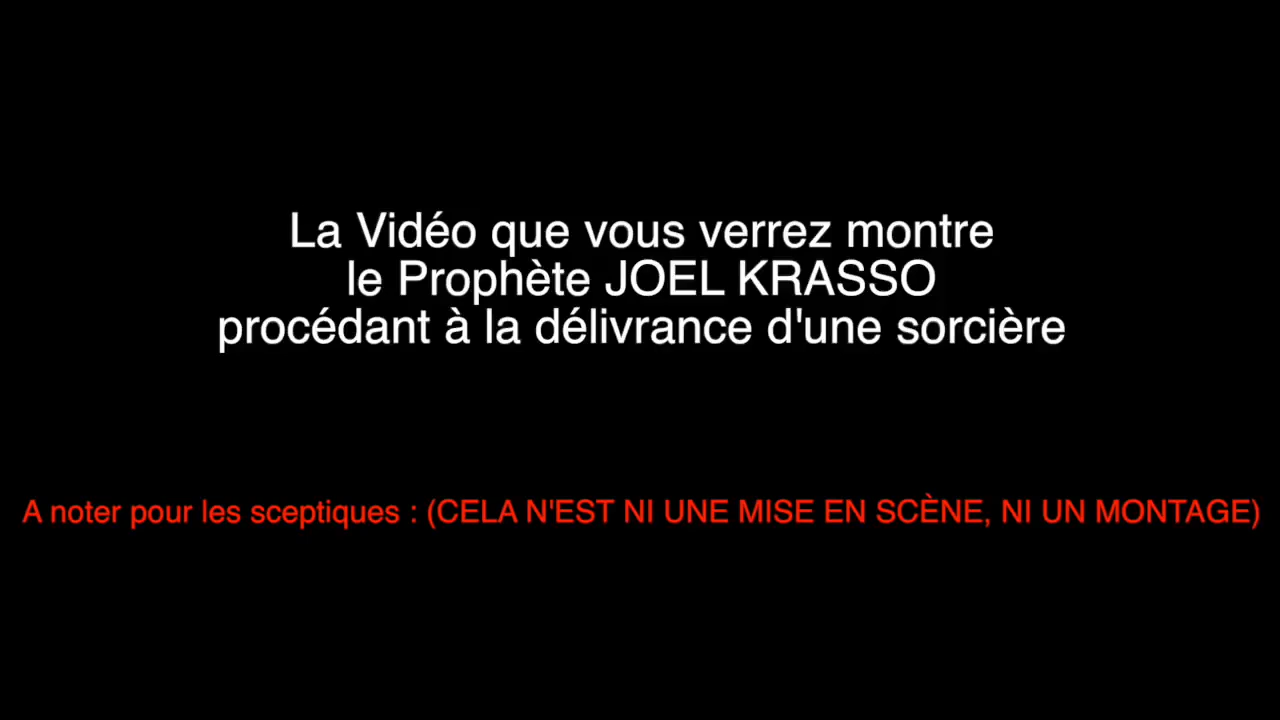 La Vidéo que vous verrez montre
le Prophète JOEL KRASSO
procédant à la délivrance d'une sorcière
A noter pour les sceptiques : (CELA N'EST NI UNE MISE EN SCÈNE, NI UN MONTAGE)